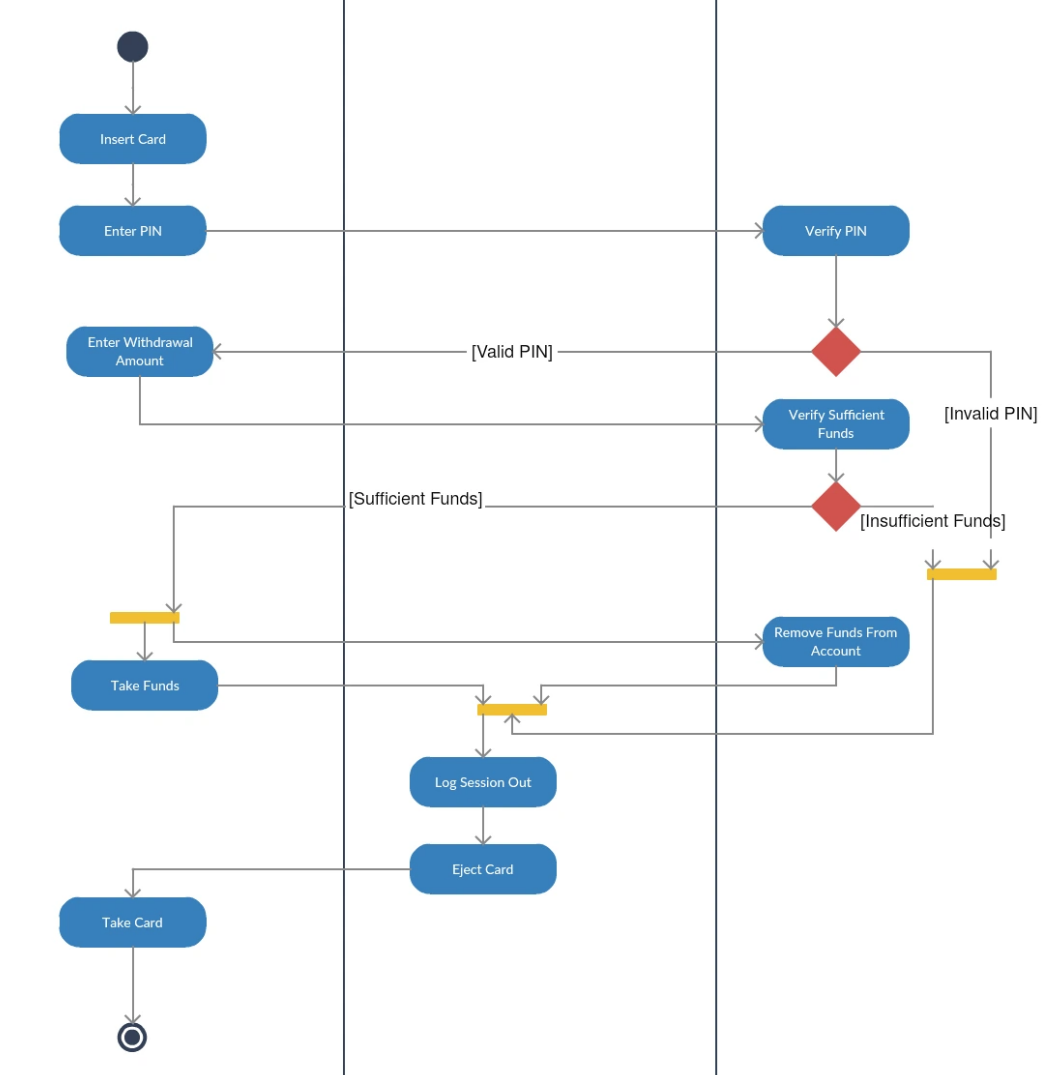 Insert Card
Enter PIN
Verify PIN
Enter Withdrawal
Amount
[Valid PIN]
[Invalid PIN]
Verify Sufficient
Funds
[Sufficient Funds]
[Insufficient Funds]
Remove Funds From
Account
Take Funds
Log Session Out
Eject Card
Take Card